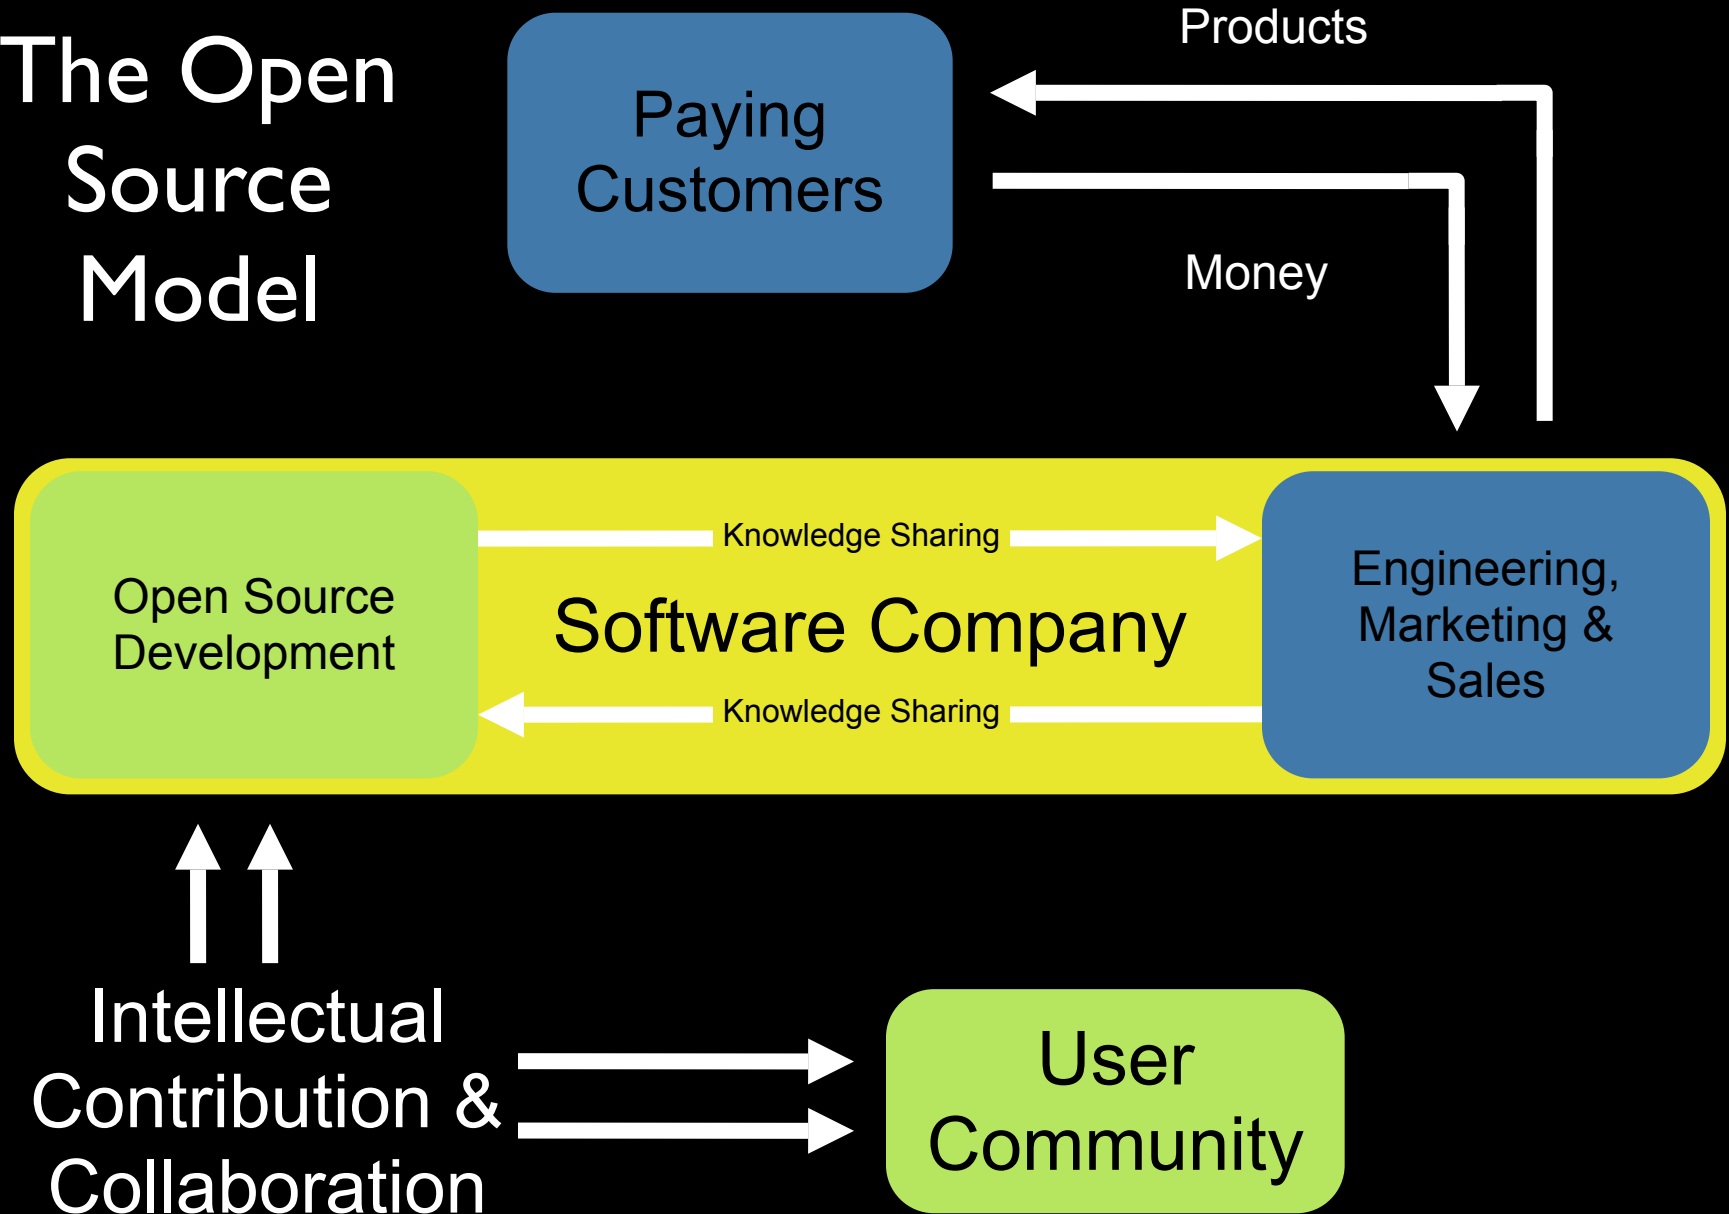 The Open
Source
Model
Paying
Customers
Products
Money
Open Source
Development
Knowledge Sharing
Software Company
Knowledge Sharing
Engineering,
Marketing &
Sales
Intellectual
Contribution &
Collaboration
User
Community